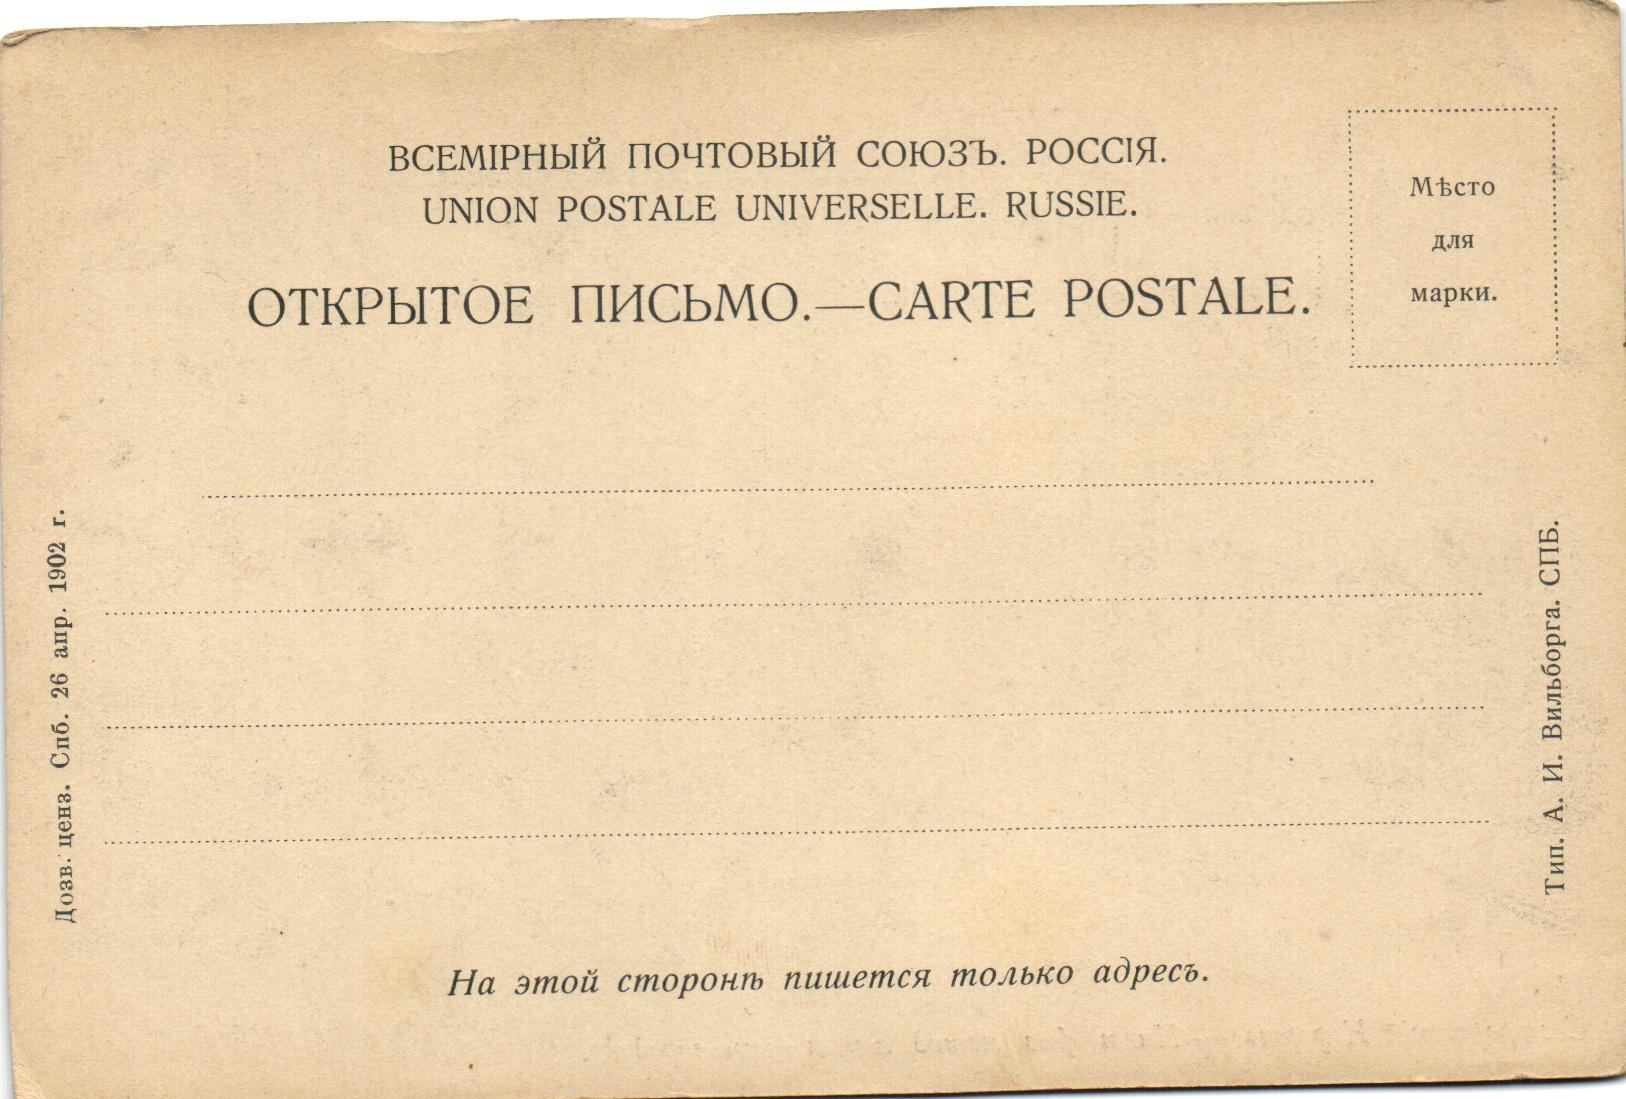 ВСЕМІРНЫЙ ПОЧТОВЫЙ СОЮЗЪ. РОССІЯ.
UNION POSTALE UNIVERSELLE. RUSSIE.
ОТКРЫТОЕ ПИСЬМО.—CARTE POSTALE.
Мѣсто
для
марки.
Дозв. ценз. Спб. 26 апр. 1902 г.
Тип. А. И. Вильборга. СПБ.
На этой сторонѣ пишется только адресъ.